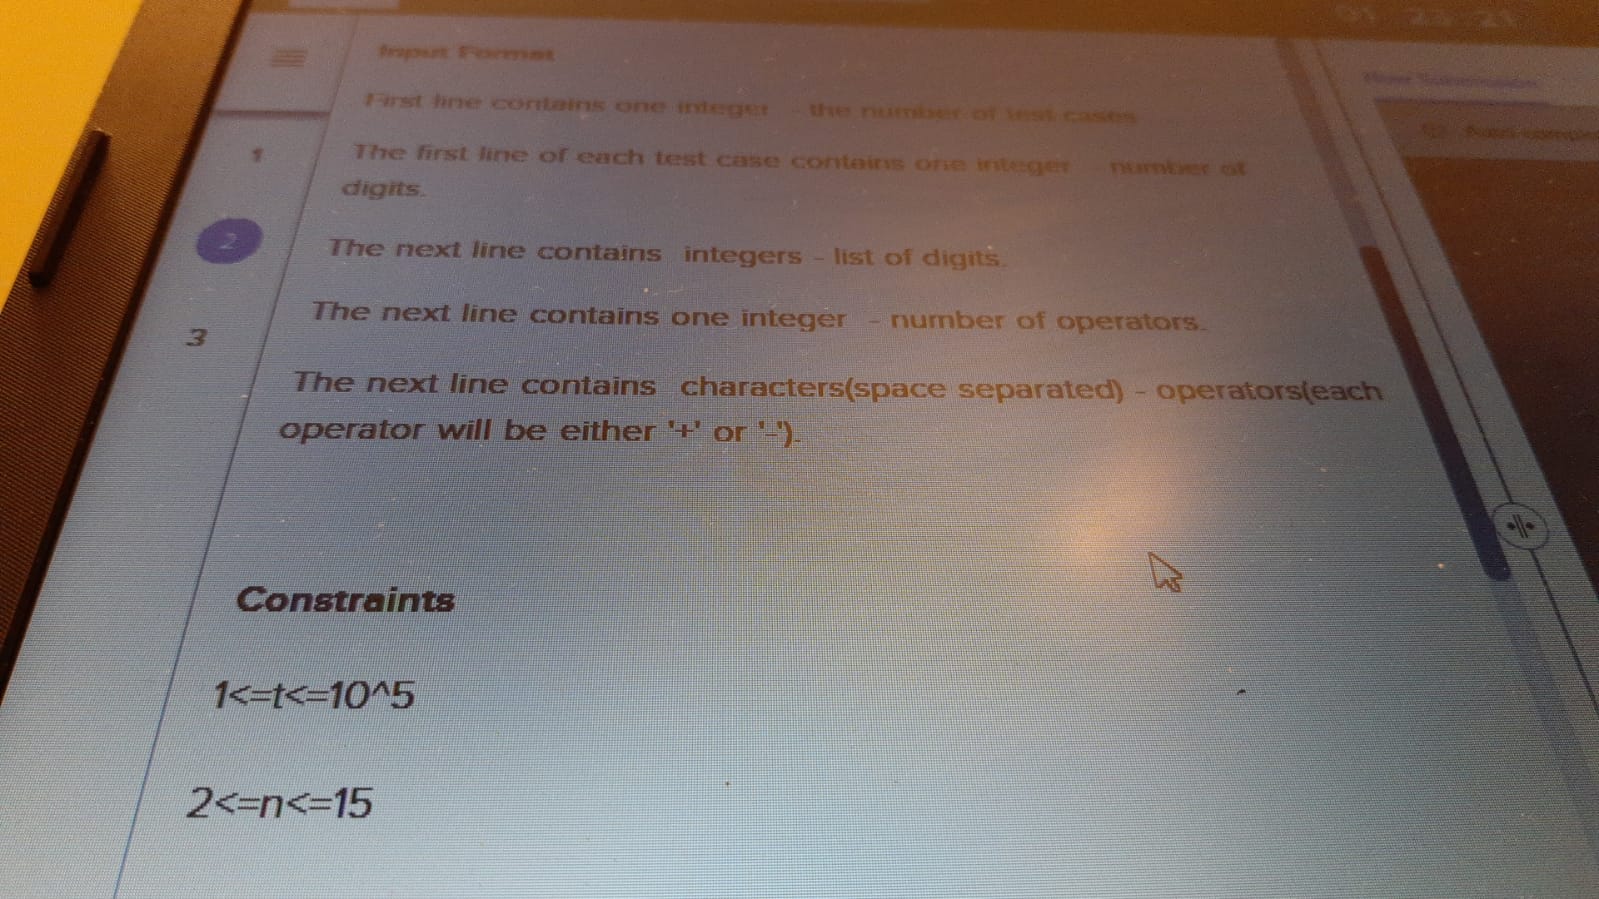 Input Format
First line contains one integer - the number of test cases
1
The first line of each test case contains one integer number of
digits.
2
The next line contains integers - list of digits.
The next line contains one integer - number of operators.
3
The next line contains characters(space separated) - operators(each
operator will be either '+' or '-').
Constraints
1<=t<=10^5
2<=n<=15